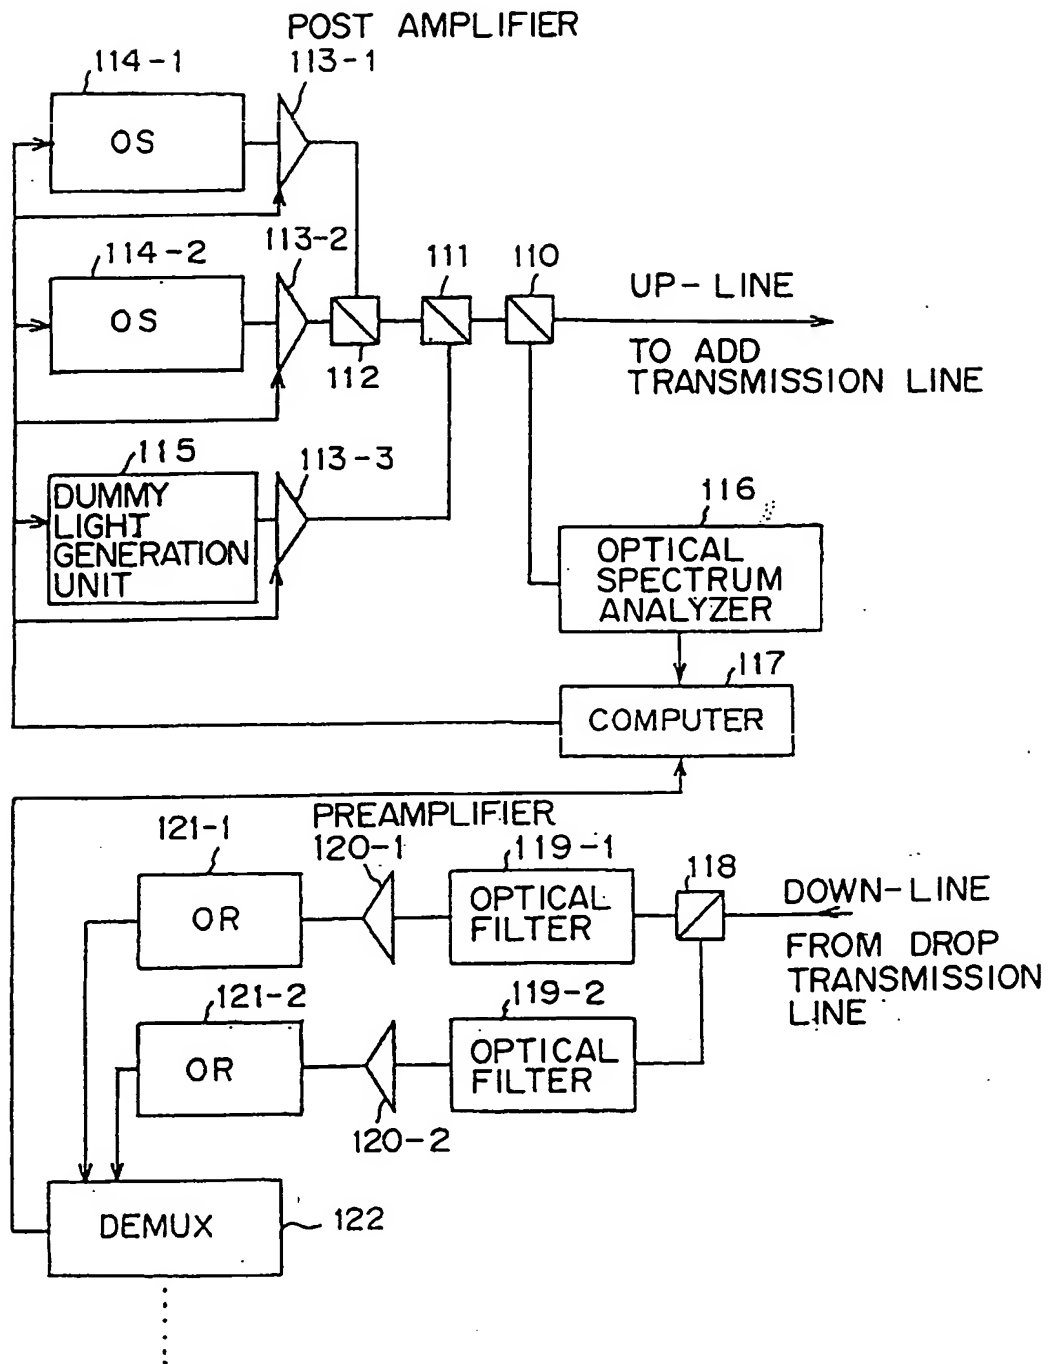 POST AMPLIFIER
114-1
113-1
OS
114-2
113-2
111
110
OS
UP-LINE
112
TO ADD
TRANSMISSION LINE
115
113-3
DUMMY
LIGHT
GENERATION
UNIT
116
OPTICAL
SPECTRUM
ANALYZER
117
COMPUTER
PREAMPLIFIER
121-1
120-1
119-1
118
OR
OPTICAL
FILTER
DOWN-LINE
FROM DROP
TRANSMISSION
LINE
121-2
119-2
OR
OPTICAL
FILTER
120-2
DEMUX
122